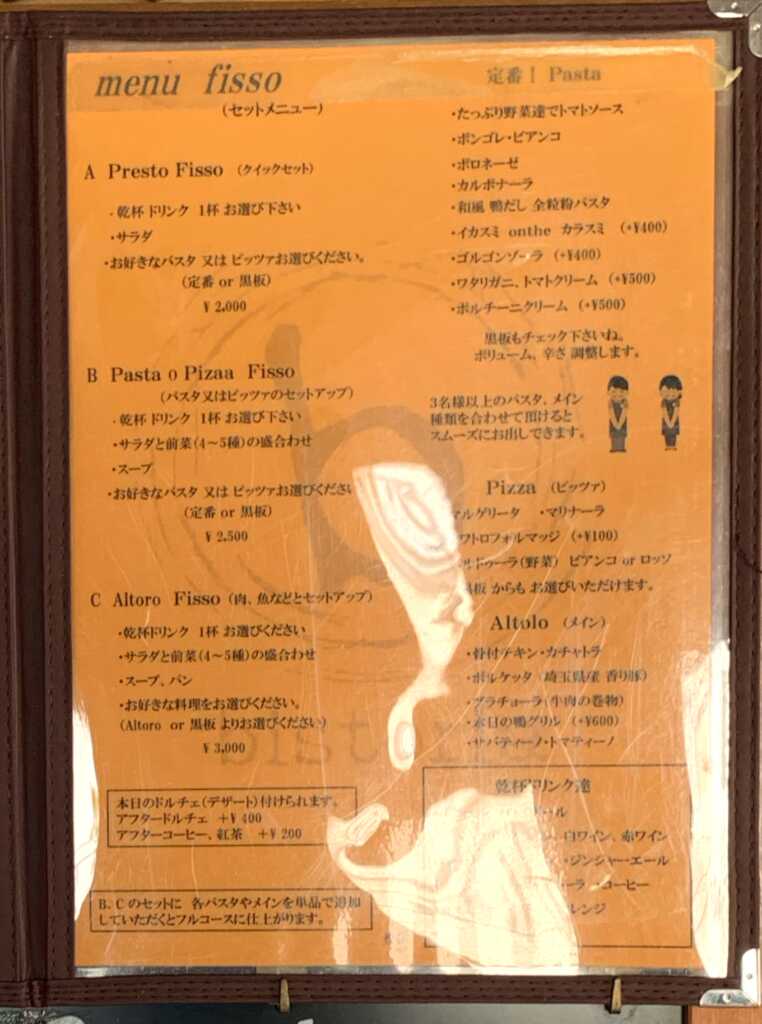 menu fisso
(セットメニュー)
A Presto Fisso (クイックセット)
・乾杯ドリンク 1杯 お選び下さい
・サラダ
・お好きなパスタ 又は ピッツァお選びください。
(定番 or 黒板)
¥ 2,000
B Pasta o Pizaa Fisso
(パスタ又はピッツァのセットアップ)
・乾杯ドリンク 1杯 お選び下さい
・サラダと前菜(4〜5種)の盛合わせ
・スープ
・お好きなパスタ 又は ピッツァお選びくださ
(定番 or 黒板)
¥ 2,500
C Altoro Fisso (肉、魚などとセットアップ)
・乾杯ドリンク 1杯 お選びください
・サラダと前菜(4〜5種)の盛合わせ
・スープ、パン
・お好きな料理をお選びください。
(Altoro or 黒板 よりお選びください)
¥ 3,000
本日のドルチェ(デザート)付けられます。
アフタードルチェ +¥ 400
アフターコーヒー、紅茶 +¥ 200
B、Cのセットに 各パスタやメインを単品で追加
していただくとフルコースに仕上がります。
定番！ Pasta
・たっぷり野菜達でトマトソース
・ボンゴレ・ビアンコ
・ボロネーゼ
・カルボナーラ
・和風 鴨だし 全粒粉パスタ
・イカスミ onthe カラスミ (+¥400)
・ゴルゴンゾーラ (+¥400)
・ワタリガニ、トマトクリーム (+¥500)
・ポルチーニクリーム (+¥500)
黒板もチェック下さいね。
ボリューム、辛さ 調整します。
3名様以上のパスタ、メイン
種類を合わせて頂けると
スムーズにお出しできます。
Pizza (ピッツァ)
マルゲリータ ・マリナーラ
ワトロフォルマッジ (+¥100)
ルドゥーラ(野菜) ビアンコ or ロッソ
板 からも お選びいただけます。
Altolo (メイン)
・骨付チキン・カチャトラ
・ポルケッタ (埼玉県産 香り豚)
・ブラチョーラ(牛肉の巻物)
・本日の鴨グリル (+¥600)
・サバティーノ・トマティーノ
乾杯ドリンク達
ール
白ワイン、赤ワイン
・ジンジャーエール
ーラ ・コーヒー
レンジ